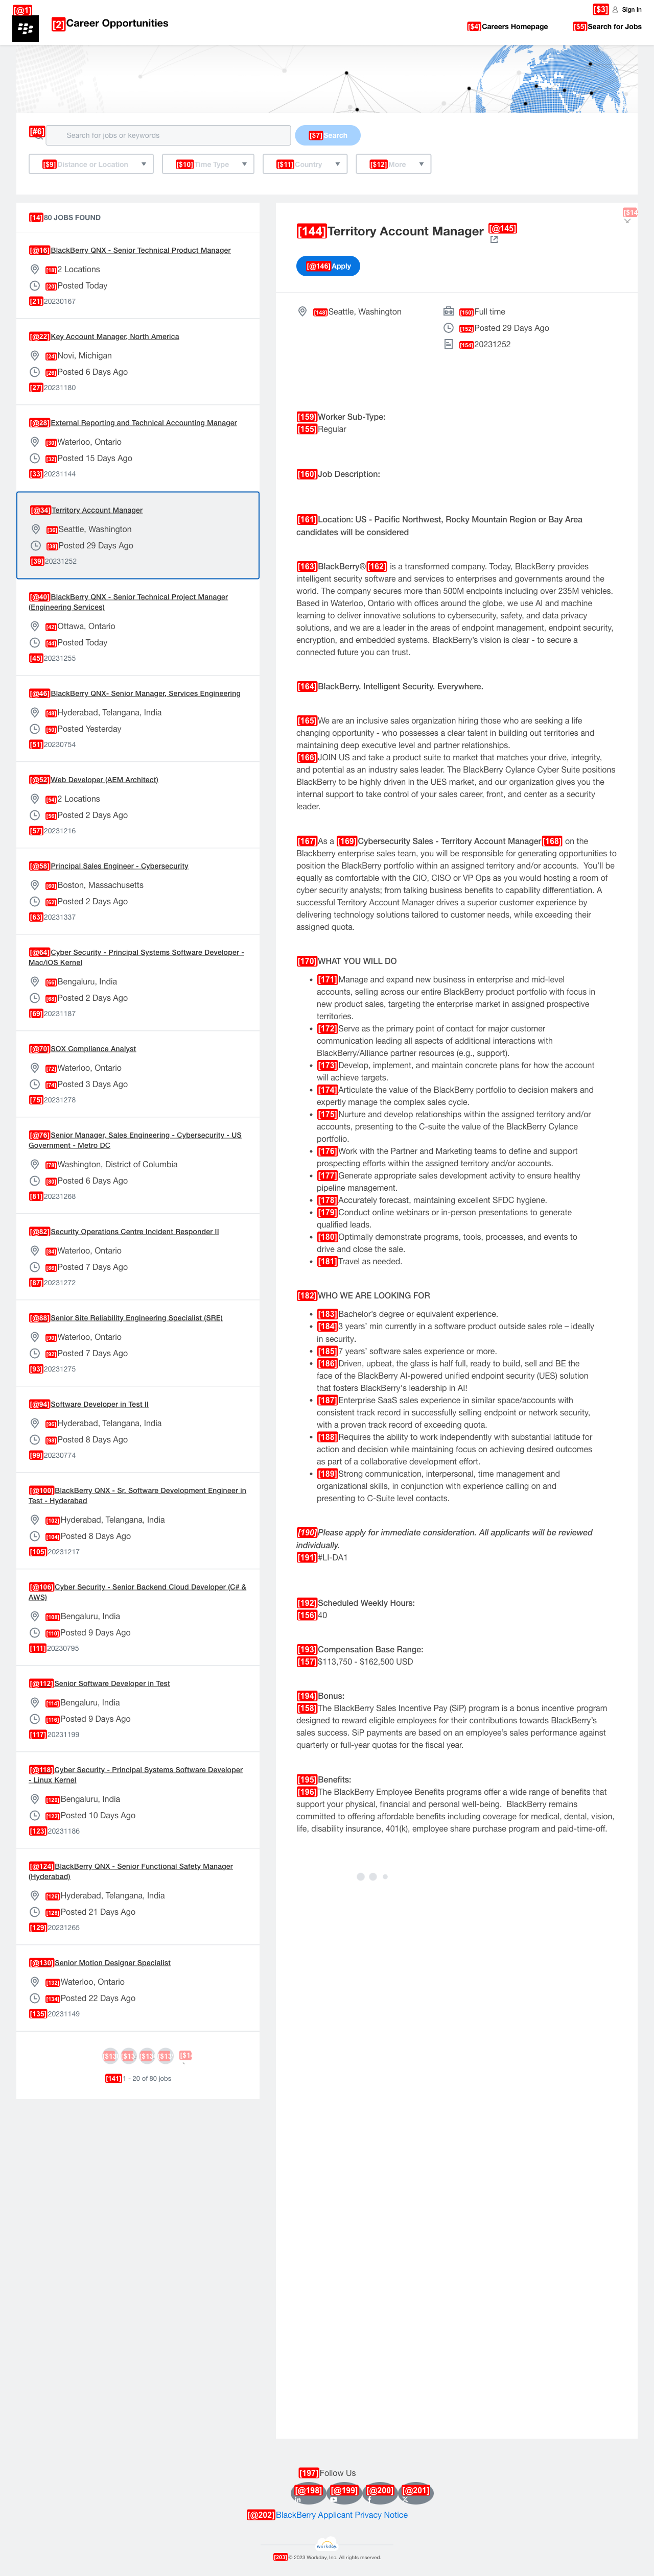 [@1]
[2]Career Opportunities
[$3] Sign In
[$4]Careers Homepage
[$5]Search for Jobs
[#6] Search for jobs or keywords
[$7]Search
[$9]Distance or Location
[$10]Time Type
[$11]Country
[$12]More
[14]80 JOBS FOUND
[@16]BlackBerry QNX - Senior Technical Product Manager
[18]2 Locations
[20]Posted Today
[21]20230167
[@22]Key Account Manager, North America
[24]Novi, Michigan
[26]Posted 6 Days Ago
[27]20231180
[@28]External Reporting and Technical Accounting Manager
[30]Waterloo, Ontario
[32]Posted 15 Days Ago
[33]20231144
[@34]Territory Account Manager
[36]Seattle, Washington
[38]Posted 29 Days Ago
[39]20231252
[@40]BlackBerry QNX - Senior Technical Project Manager
(Engineering Services)
[42]Ottawa, Ontario
[44]Posted Today
[45]20231255
[@46]BlackBerry QNX- Senior Manager, Services Engineering
[48]Hyderabad, Telangana, India
[50]Posted Yesterday
[51]20230754
[@52]Web Developer (AEM Architect)
[54]2 Locations
[56]Posted 2 Days Ago
[57]20231216
[@58]Principal Sales Engineer - Cybersecurity
[60]Boston, Massachusetts
[62]Posted 2 Days Ago
[63]20231337
[@64]Cyber Security - Principal Systems Software Developer -
Mac/iOS Kernel
[66]Bengaluru, India
[68]Posted 2 Days Ago
[69]20231187
[@70]SOX Compliance Analyst
[72]Waterloo, Ontario
[74]Posted 3 Days Ago
[75]20231278
[@76]Senior Manager, Sales Engineering - Cybersecurity - US
Government - Metro DC
[78]Washington, District of Columbia
[80]Posted 6 Days Ago
[81]20231268
[@82]Security Operations Centre Incident Responder II
[84]Waterloo, Ontario
[86]Posted 7 Days Ago
[87]20231272
[@88]Senior Site Reliability Engineering Specialist (SRE)
[90]Waterloo, Ontario
[92]Posted 7 Days Ago
[93]20231275
[@94]Software Developer in Test II
[96]Hyderabad, Telangana, India
[98]Posted 8 Days Ago
[99]20230774
[@100]BlackBerry QNX - Sr. Software Development Engineer in
Test - Hyderabad
[102]Hyderabad, Telangana, India
[104]Posted 8 Days Ago
[105]20231217
[@106]Cyber Security - Senior Backend Cloud Developer (C# &
AWS)
[108]Bengaluru, India
[110]Posted 9 Days Ago
[111]20230795
[@112]Senior Software Developer in Test
[114]Bengaluru, India
[116]Posted 9 Days Ago
[117]20231199
[@118]Cyber Security - Principal Systems Software Developer
- Linux Kernel
[120]Bengaluru, India
[122]Posted 10 Days Ago
[123]20231186
[@124]BlackBerry QNX - Senior Functional Safety Manager
(Hyderabad)
[126]Hyderabad, Telangana, India
[128]Posted 21 Days Ago
[129]20231265
[@130]Senior Motion Designer Specialist
[132]Waterloo, Ontario
[134]Posted 22 Days Ago
[135]20231149
[141]1 - 20 of 80 jobs
[144]Territory Account Manager [@145]
[@146]Apply
[148]Seattle, Washington
[150]Full time
[152]Posted 29 Days Ago
[154]20231252
[159]Worker Sub-Type:
[155]Regular
[160]Job Description:
[161]Location: US - Pacific Northwest, Rocky Mountain Region or Bay Area
candidates will be considered
[163]BlackBerry®[162] is a transformed company. Today, BlackBerry provides
intelligent security software and services to enterprises and governments around the
world. The company secures more than 500M endpoints including over 235M vehicles.
Based in Waterloo, Ontario with offices around the globe, we use AI and machine
learning to deliver innovative solutions to cybersecurity, safety, and data privacy
solutions, and we are a leader in the areas of endpoint management, endpoint security,
encryption, and embedded systems. BlackBerry's vision is clear - to secure a
connected future you can trust.
[164]BlackBerry. Intelligent Security. Everywhere.
[165]We are an inclusive sales organization hiring those who are seeking a life
changing opportunity - who possesses a clear talent in building out territories and
maintaining deep executive level and partner relationships.
[166]JOIN US and take a product suite to market that matches your drive, integrity,
and potential as an industry sales leader. The BlackBerry Cylance Cyber Suite positions
BlackBerry to be highly driven in the UES market, and our organization gives you the
internal support to take control of your sales career, front, and center as a security
leader.
[167]As a [169]Cybersecurity Sales - Territory Account Manager[168] on the
Blackberry enterprise sales team, you will be responsible for generating opportunities to
position the BlackBerry portfolio within an assigned territory and/or accounts.  You'll be
equally as comfortable with the CIO, CISO or VP Ops as you would hosting a room of
cyber security analysts; from talking business benefits to capability differentiation. A
successful Territory Account Manager drives a superior customer experience by
delivering technology solutions tailored to customer needs, while exceeding their
assigned quota.
[170]WHAT YOU WILL DO
• [171]Manage and expand new business in enterprise and mid-level
accounts, selling across our entire BlackBerry product portfolio with focus in
new product sales, targeting the enterprise market in assigned prospective
territories.
• [172]Serve as the primary point of contact for major customer
communication leading all aspects of additional interactions with
BlackBerry/Alliance partner resources (e.g., support).
• [173]Develop, implement, and maintain concrete plans for how the account
will achieve targets.
• [174]Articulate the value of the BlackBerry portfolio to decision makers and
expertly manage the complex sales cycle.
• [175]Nurture and develop relationships within the assigned territory and/or
accounts, presenting to the C-suite the value of the BlackBerry Cylance
portfolio.
• [176]Work with the Partner and Marketing teams to define and support
prospecting efforts within the assigned territory and/or accounts.
• [177]Generate appropriate sales development activity to ensure healthy
pipeline management.
• [178]Accurately forecast, maintaining excellent SFDC hygiene.
• [179]Conduct online webinars or in-person presentations to generate
qualified leads.
• [180]Optimally demonstrate programs, tools, processes, and events to
drive and close the sale.
• [181]Travel as needed.
[182]WHO WE ARE LOOKING FOR
• [183]Bachelor's degree or equivalent experience.
• [184]3 years' min currently in a software product outside sales role – ideally
in security.
• [185]7 years' software sales experience or more.
• [186]Driven, upbeat, the glass is half full, ready to build, sell and BE the
face of the BlackBerry AI-powered unified endpoint security (UES) solution
that fosters BlackBerry's leadership in AI!
• [187]Enterprise SaaS sales experience in similar space/accounts with
consistent track record in successfully selling endpoint or network security,
with a proven track record of exceeding quota.
• [188]Requires the ability to work independently with substantial latitude for
action and decision while maintaining focus on achieving desired outcomes
as part of a collaborative development effort.
• [189]Strong communication, interpersonal, time management and
organizational skills, in conjunction with experience calling on and
presenting to C-Suite level contacts.
[190]Please apply for immediate consideration. All applicants will be reviewed
individually.
[191]#LI-DA1
[192]Scheduled Weekly Hours:
[156]40
[193]Compensation Base Range:
[157]$113,750 - $162,500 USD
[194]Bonus:
[158]The BlackBerry Sales Incentive Pay (SiP) program is a bonus incentive program
designed to reward eligible employees for their contributions towards BlackBerry's
sales success. SiP payments are based on an employee's sales performance against
quarterly or full-year quotas for the fiscal year.
[195]Benefits:
[196]The BlackBerry Employee Benefits programs offer a wide range of benefits that
support your physical, financial and personal well-being.  BlackBerry remains
committed to offering affordable benefits including coverage for medical, dental, vision,
life, disability insurance, 401(k), employee share purchase program and paid-time-off.
[197]Follow Us
[@198] [@199] [@200] [@201]
[@202]BlackBerry Applicant Privacy Notice
workday
[203]© 2023 Workday, Inc. All rights reserved.